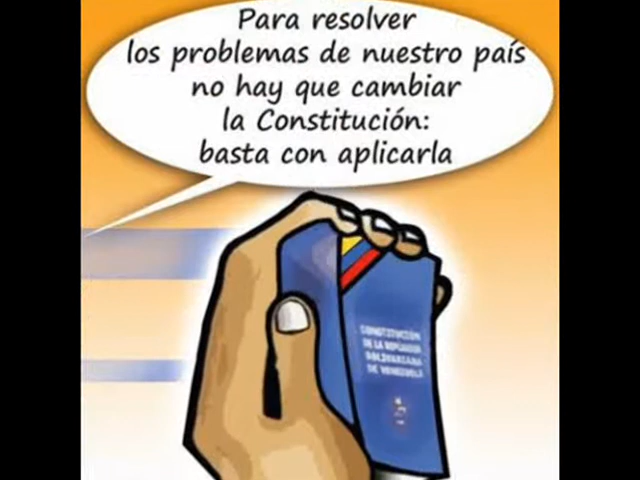 Para resolver
los problemas de nuestro país
no hay que cambiar
la Constitución:
basta con aplicarla
CONSTITUCIÓN
DE LA REPÚBLICA
BOLIVARIANA
DE VENEZUELA